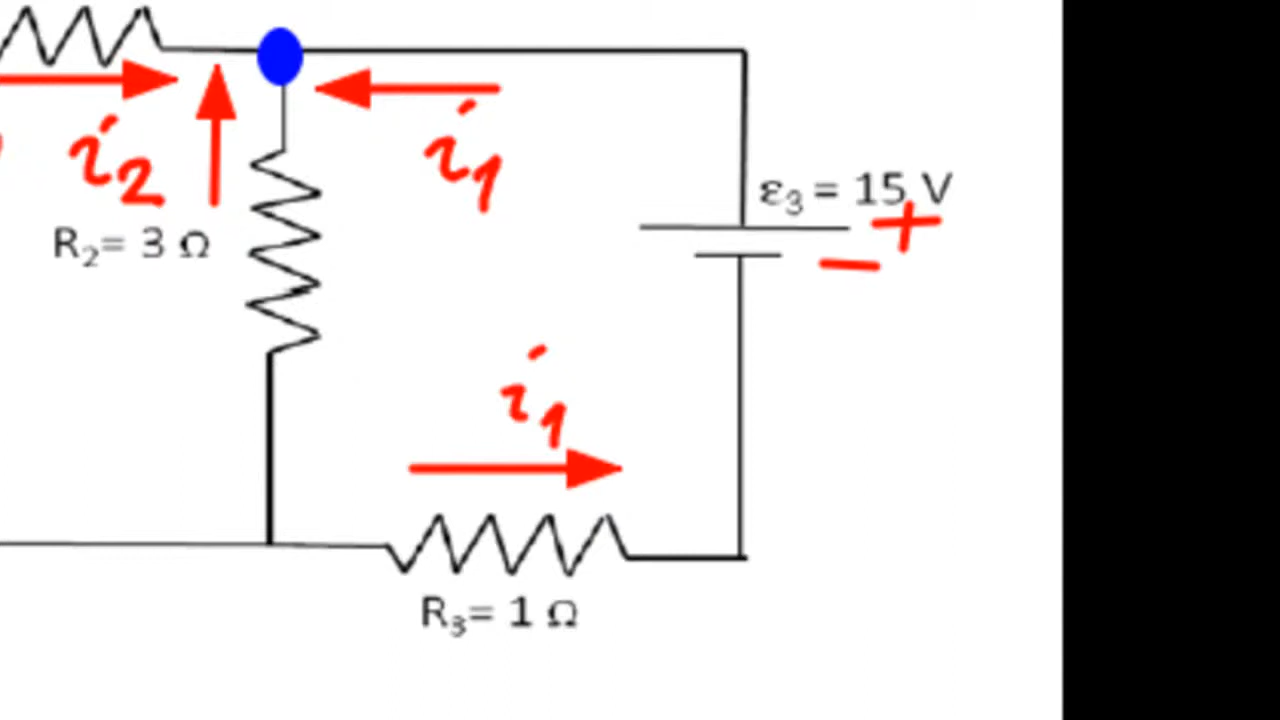 i₂
i₁
ε₃ = 15 V
+
R₂= 3 Ω
−
i₁
R₃= 1 Ω